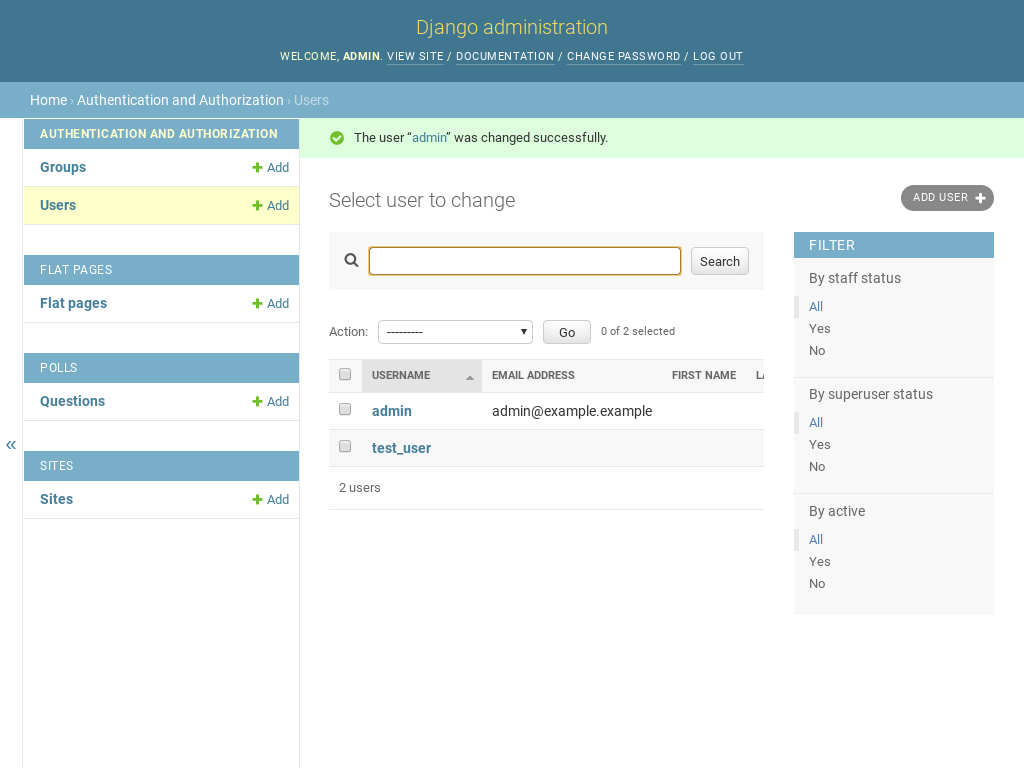 Django administration
WELCOME, ADMIN. VIEW SITE / DOCUMENTATION / CHANGE PASSWORD / LOG OUT
Home › Authentication and Authorization › Users
AUTHENTICATION AND AUTHORIZATION
Groups Add
Users Add
FLAT PAGES
Flat pages Add
POLLS
Questions Add
SITES
Sites Add
«
The user “admin” was changed successfully.
Select user to change
ADD USER
Search
Action: --------- Go 0 of 2 selected
USERNAME EMAIL ADDRESS FIRST NAME
admin admin@example.example
test_user
2 users
FILTER
By staff status
All
Yes
No
By superuser status
All
Yes
No
By active
All
Yes
No